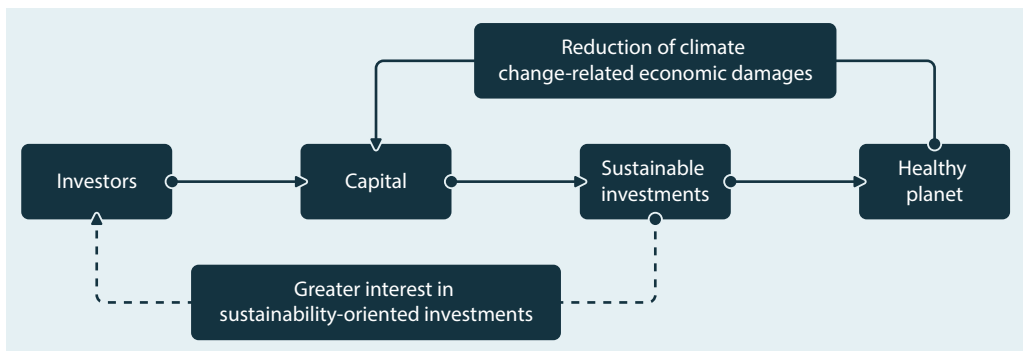 Reduction of climate
change-related economic damages
Investors
Capital
Sustainable
investments
Healthy
planet
Greater interest in
sustainability-oriented investments